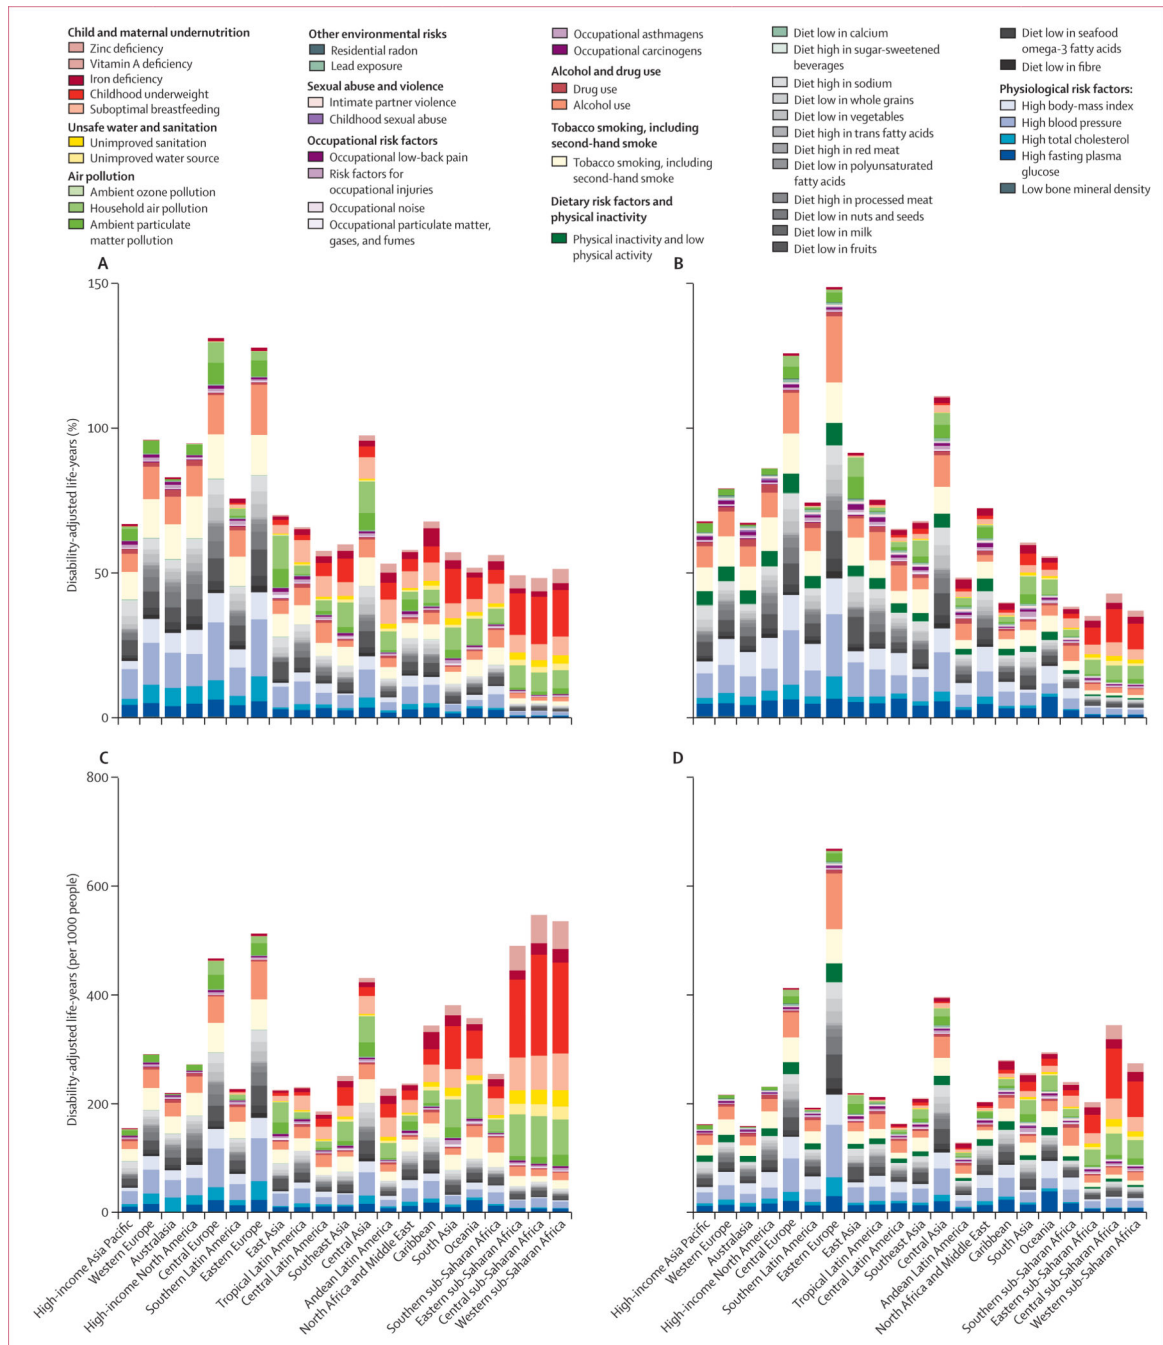 Child and maternal undernutrition
Zinc deficiency
Vitamin A deficiency
Iron deficiency
Childhood underweight
Suboptimal breastfeeding
Unsafe water and sanitation
Unimproved sanitation
Unimproved water source
Air pollution
Ambient ozone pollution
Household air pollution
Ambient particulate
matter pollution
Other environmental risks
Residential radon
Lead exposure
Sexual abuse and violence
Intimate partner violence
Childhood sexual abuse
Occupational risk factors
Occupational low-back pain
Risk factors for
occupational injuries
Occupational noise
Occupational particulate matter,
gases, and fumes
Occupational asthmagens
Occupational carcinogens
Alcohol and drug use
Drug use
Alcohol use
Tobacco smoking, including
second-hand smoke
Tobacco smoking, including
second-hand smoke
Dietary risk factors and
physical inactivity
Physical inactivity and low
physical activity
Diet low in calcium
Diet high in sugar-sweetened
beverages
Diet high in sodium
Diet low in whole grains
Diet low in vegetables
Diet high in trans fatty acids
Diet high in red meat
Diet low in polyunsaturated
fatty acids
Diet high in processed meat
Diet low in nuts and seeds
Diet low in milk
Diet low in fruits
Diet low in seafood
omega-3 fatty acids
Diet low in fibre
Physiological risk factors:
High body-mass index
High blood pressure
High total cholesterol
High fasting plasma
glucose
Low bone mineral density
A
150
100
50
0
Disability-adjusted life-years (%)
B
C
800
600
400
200
0
Disability-adjusted life-years (per 1000 people)
D
High-income Asia Pacific
Western Europe
Australasia
High-income North America
Central Europe
Southern Latin America
Eastern Europe
East Asia
Tropical Latin America
Central Latin America
Southeast Asia
Central Asia
Andean Latin America
North Africa and Middle East
Caribbean
South Asia
Oceania
Southern sub-Saharan Africa
Eastern sub-Saharan Africa
Central sub-Saharan Africa
Western sub-Saharan Africa
High-income Asia Pacific
Western Europe
Australasia
High-income North America
Central Europe
Southern Latin America
Eastern Europe
East Asia
Tropical Latin America
Central Latin America
Southeast Asia
Central Asia
Andean Latin America
North Africa and Middle East
Caribbean
South Asia
Oceania
Southern sub-Saharan Africa
Eastern sub-Saharan Africa
Central sub-Saharan Africa
Western sub-Saharan Africa